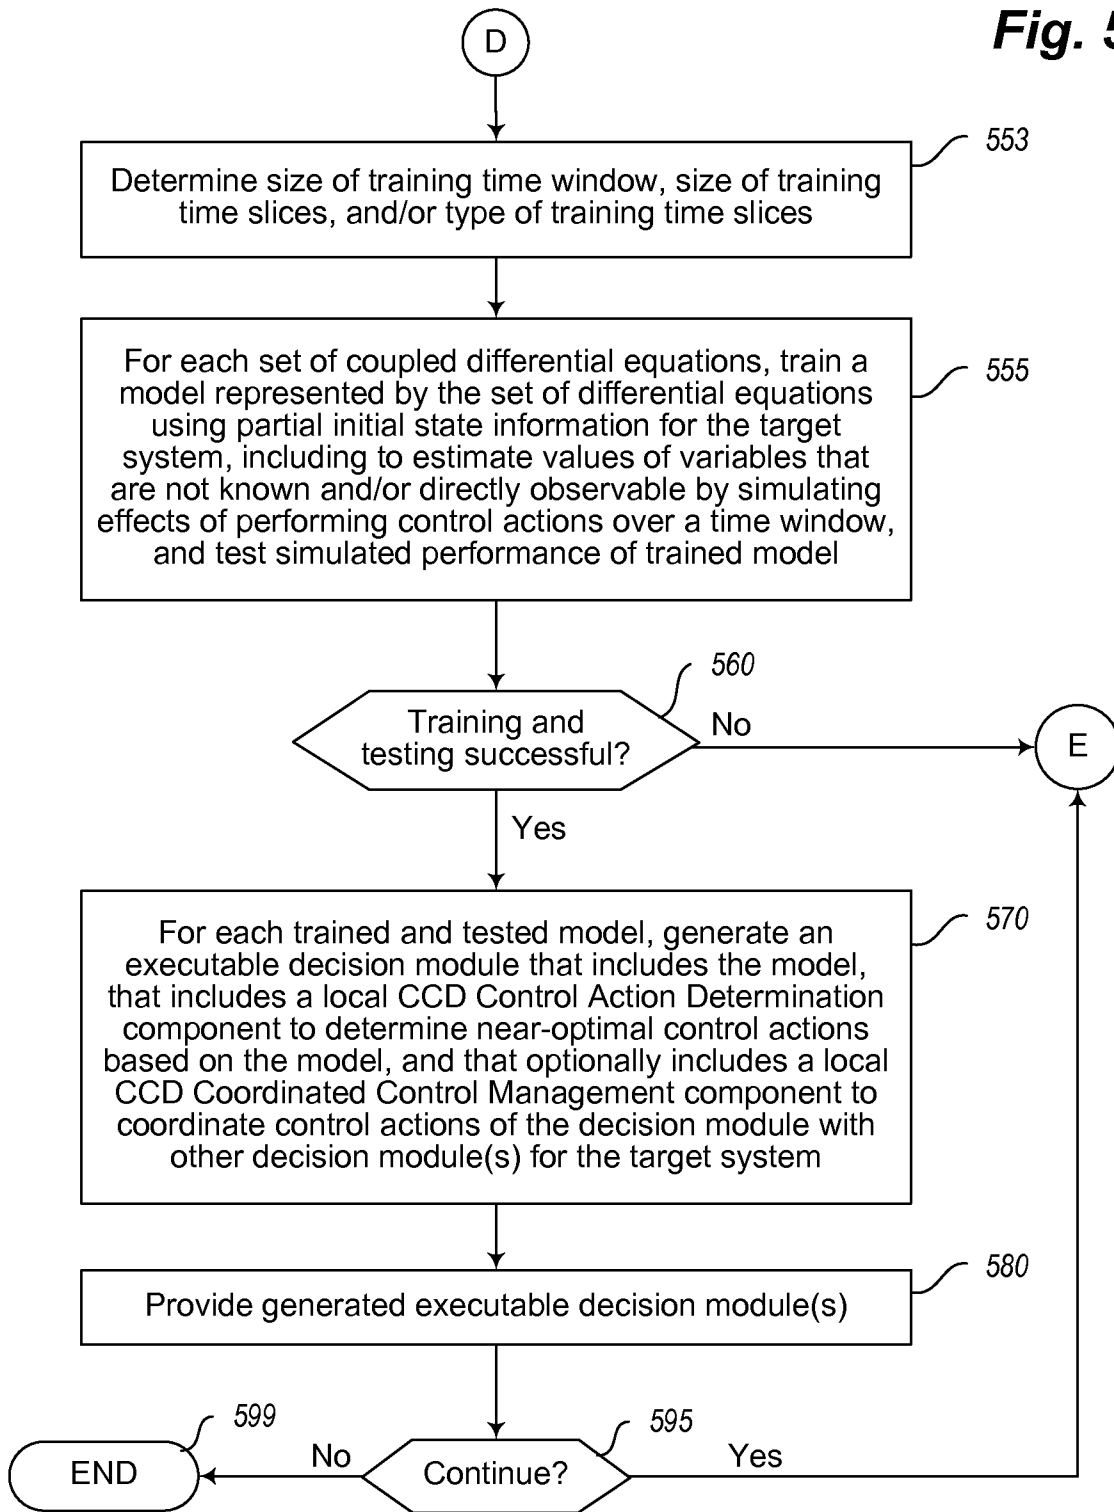 D
Fig. 5
553
Determine size of training time window, size of training
time slices, and/or type of training time slices
555
For each set of coupled differential equations, train a
model represented by the set of differential equations
using partial initial state information for the target
system, including to estimate values of variables that
are not known and/or directly observable by simulating
effects of performing control actions over a time window,
and test simulated performance of trained model
560
Training and
testing successful?
No
E
Yes
570
For each trained and tested model, generate an
executable decision module that includes the model,
that includes a local CCD Control Action Determination
component to determine near-optimal control actions
based on the model, and that optionally includes a local
CCD Coordinated Control Management component to
coordinate control actions of the decision module with
other decision module(s) for the target system
580
Provide generated executable decision module(s)
599
END
No
595
Continue?
Yes